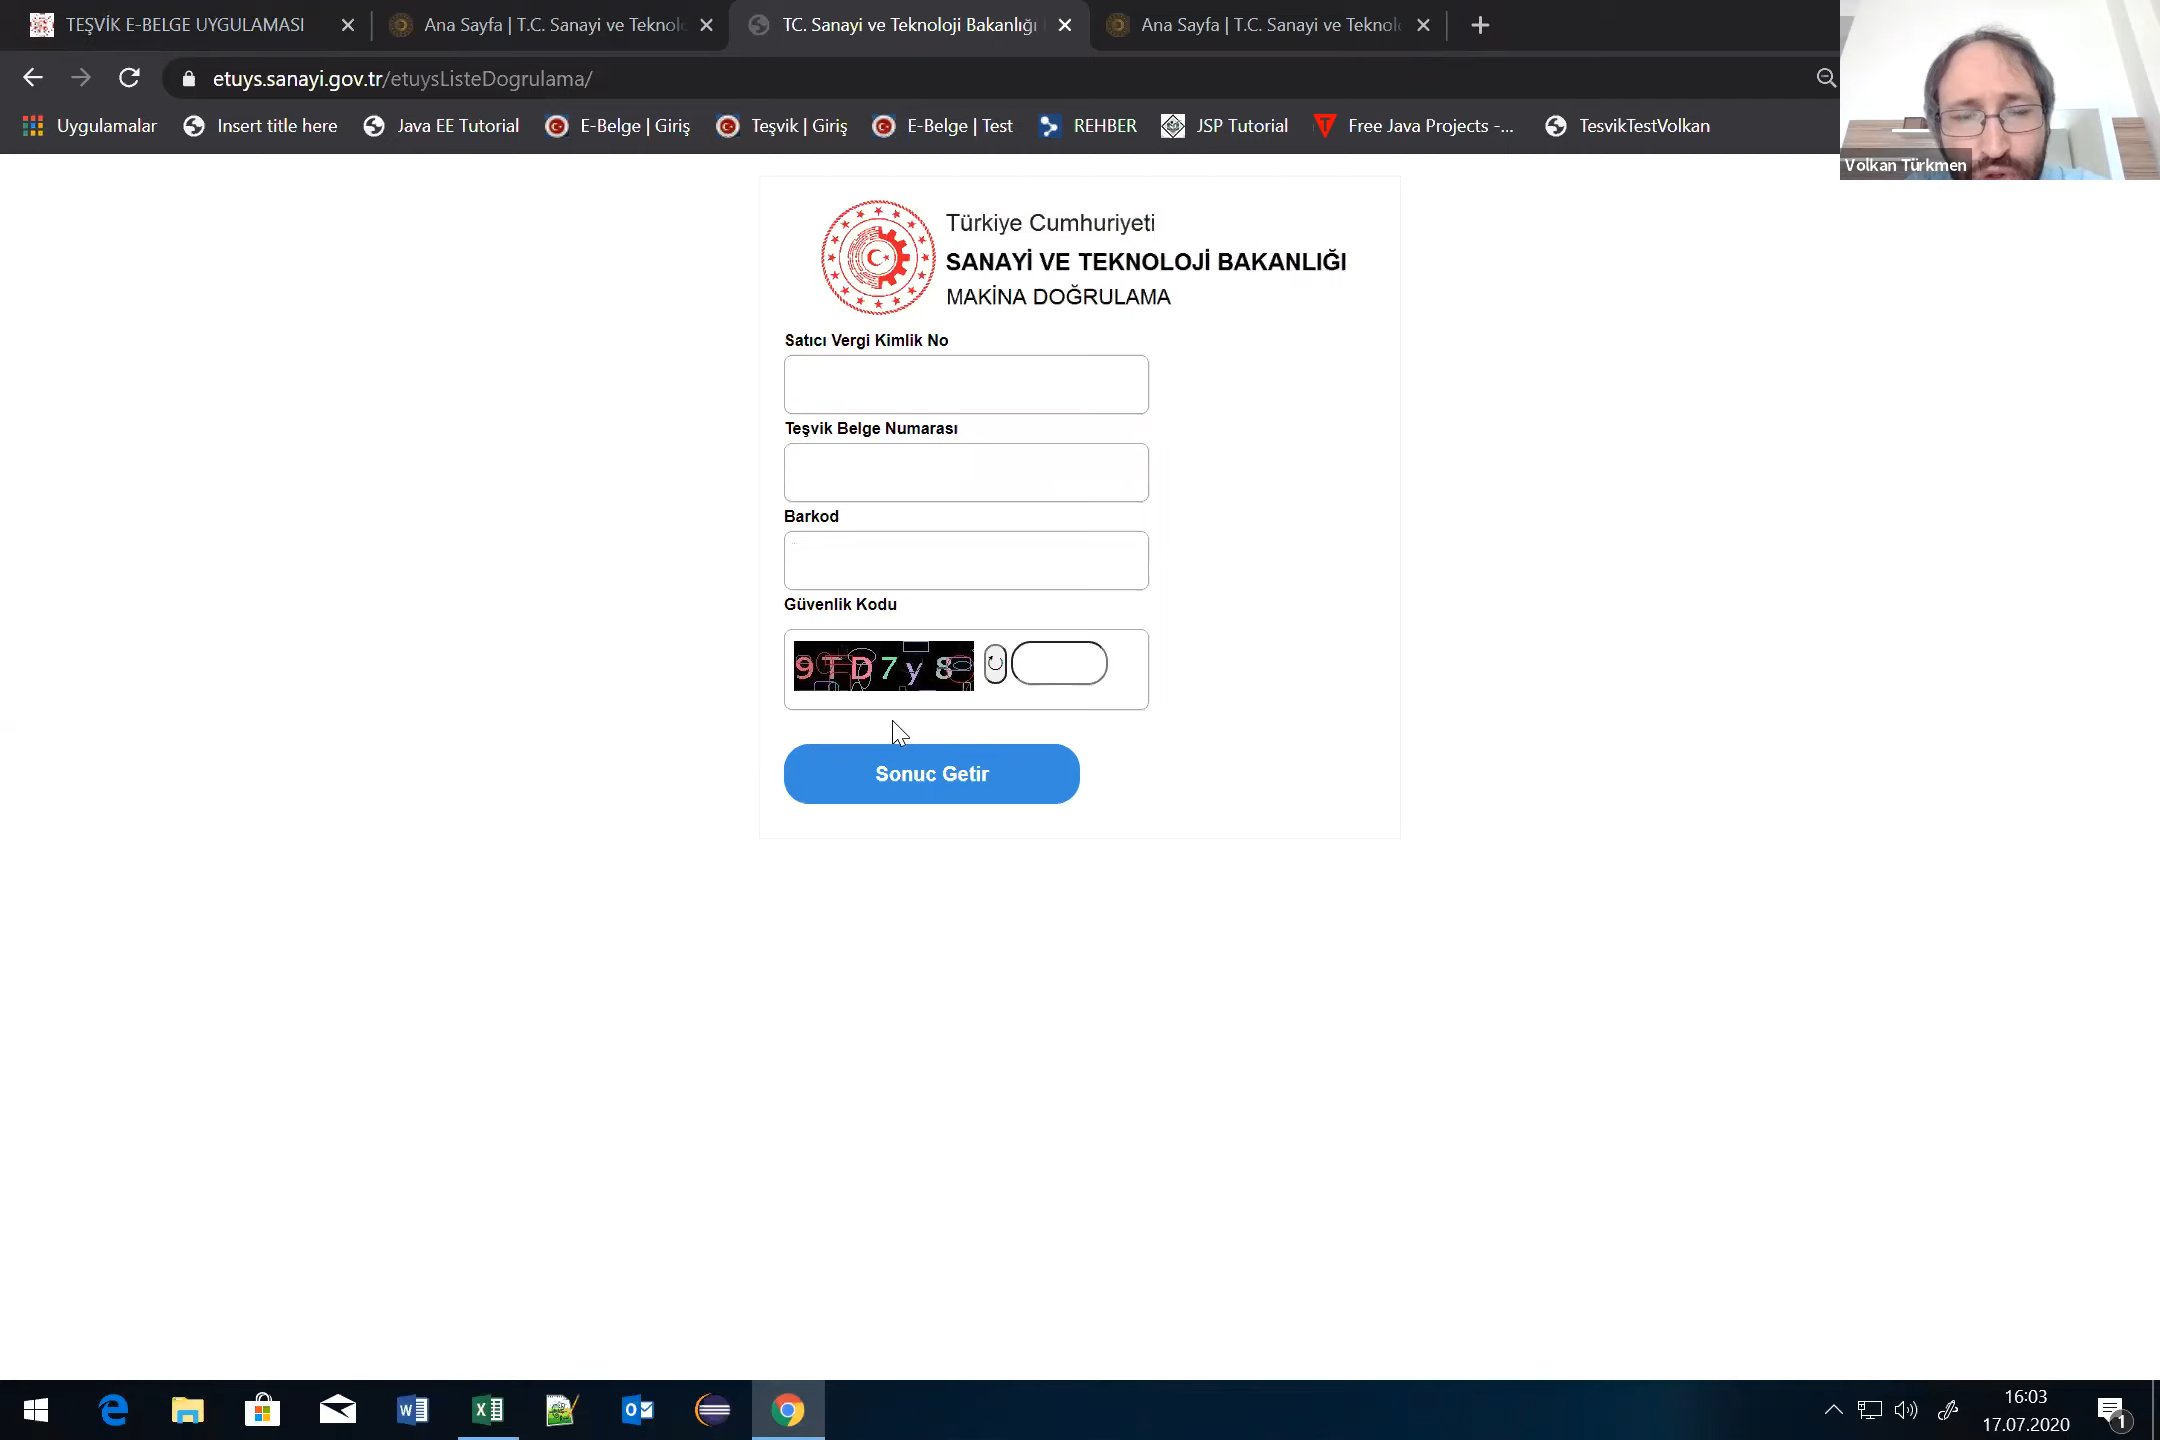 TEŞVİK E-BELGE UYGULAMASI
Ana Sayfa | T.C. Sanayi ve Teknolo
TC. Sanayi ve Teknoloji Bakanlığı
Ana Sayfa | T.C. Sanayi ve Teknolo
etuys.sanayi.gov.tr/etuysListeDogrulama/
Uygulamalar
Insert title here
Java EE Tutorial
E-Belge | Giriş
Teşvik | Giriş
E-Belge | Test
REHBER
JSP Tutorial
Free Java Projects -...
TesvikTestVolkan
Volkan Türkmen
Türkiye Cumhuriyeti
SANAYİ VE TEKNOLOJİ BAKANLIĞI
MAKİNA DOĞRULAMA
Satıcı Vergi Kimlik No
Teşvik Belge Numarası
Barkod
Güvenlik Kodu
9TD7y8
Sonuc Getir
16:03
17.07.2020
1